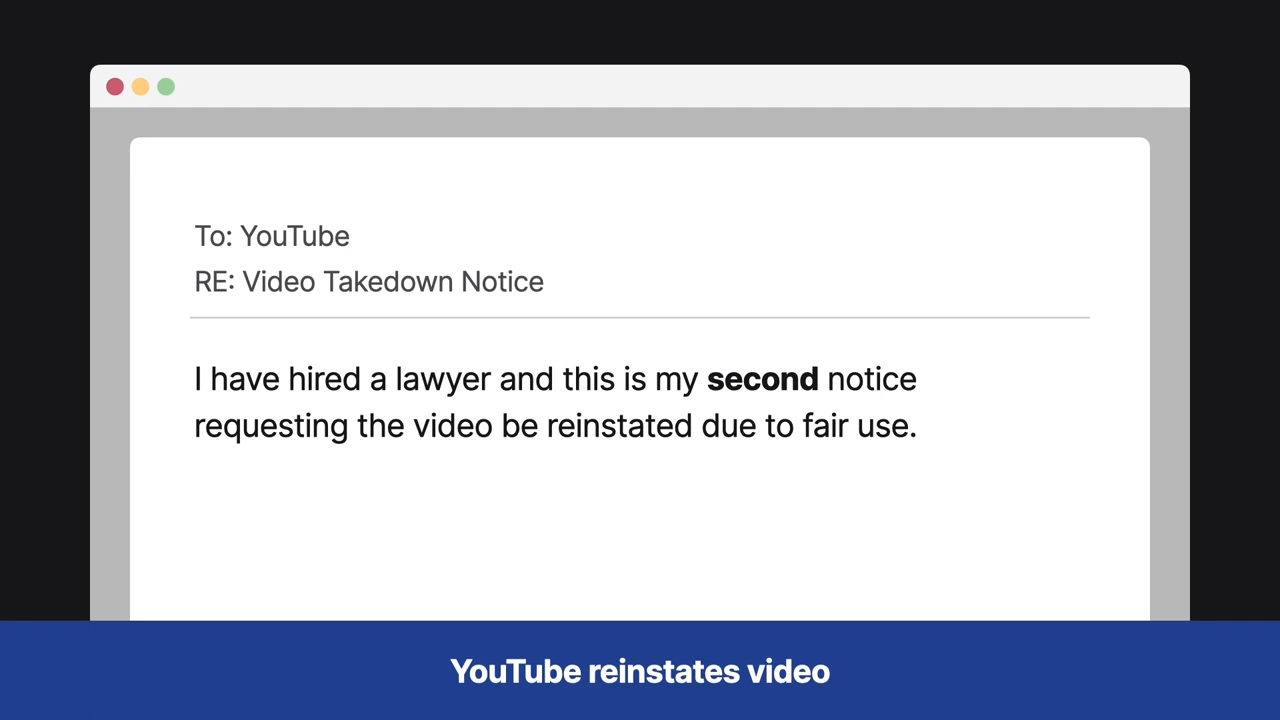 To: YouTube
RE: Video Takedown Notice
I have hired a lawyer and this is my second notice
requesting the video be reinstated due to fair use.
YouTube reinstates video